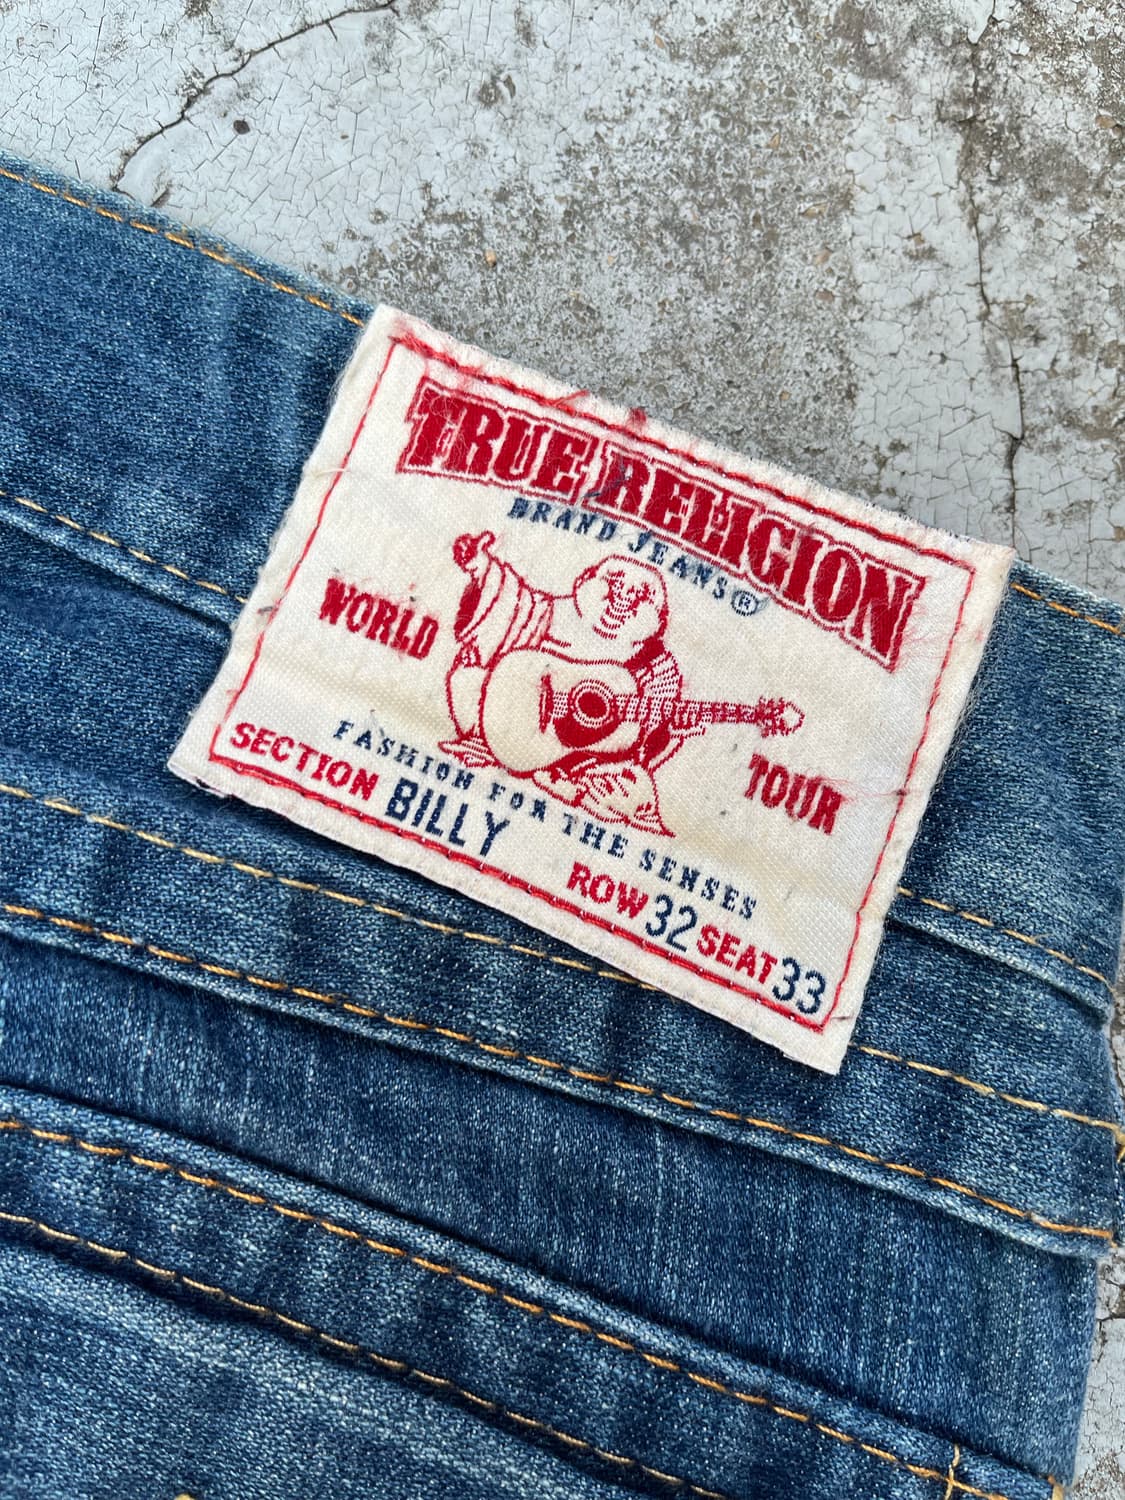 TRUE RELIGION
BRAND JEANS®
WORLD TOUR
FASHION FOR THE SENSES
SECTION BILLY
ROW 32 SEAT 33